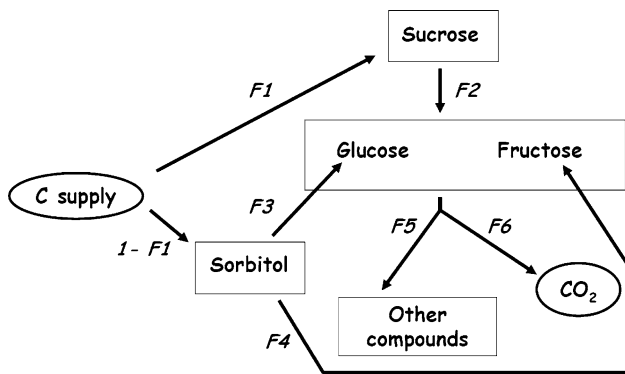 Sucrose
F1
F2
Glucose
Fructose
C supply
F3
F5
F6
1- F1
Sorbitol
CO₂
Other
compounds
F4